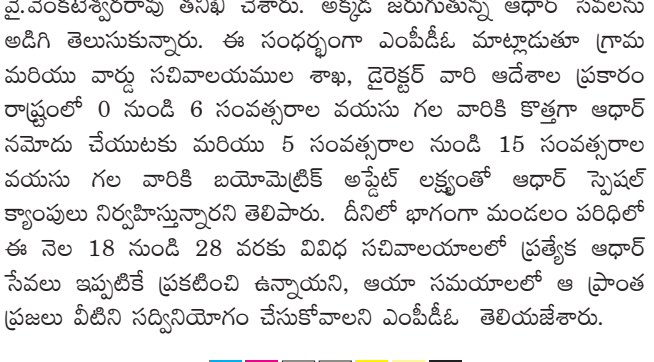 వై.వెంకటేశ్వరరావు తనిఖీ చేశారు. అక్కడ జరుగుతున్న ఆధార్ సేవలను
అడిగి తెలుసుకున్నారు. ఈ సంధర్భంగా ఎంపీడీఓ మాట్లాడుతూ గ్రామ
మరియు వార్డు సచివాలయముల శాఖ, డైరెక్టర్ వారి ఆదేశాల ప్రకారం
రాష్ట్రంలో 0 నుండి 6 సంవత్సరాల వయసు గల వారికి కొత్తగా ఆధార్
నమోదు చేయుటకు మరియు 5 సంవత్సరాల నుండి 15 సంవత్సరాల
వయసు గల వారికి బయోమెట్రిక్ అప్డేట్ లక్ష్యంతో ఆధార్ స్పెషల్
క్యాంపులు నిర్వహిస్తున్నారని తెలిపారు. దీనిలో భాగంగా మండలం పరిధిలో
ఈ నెల 18 నుండి 28 వరకు వివిధ సచివాలయాలలో ప్రత్యేక ఆధార్
సేవలు ఇప్పటికే ప్రకటించి ఉన్నాయని, ఆయా సమయాలలో ఆ ప్రాంత
ప్రజలు వీటిని సద్వినియోగం చేసుకోవాలని ఎంపీడీఓ తెలియజేశారు.